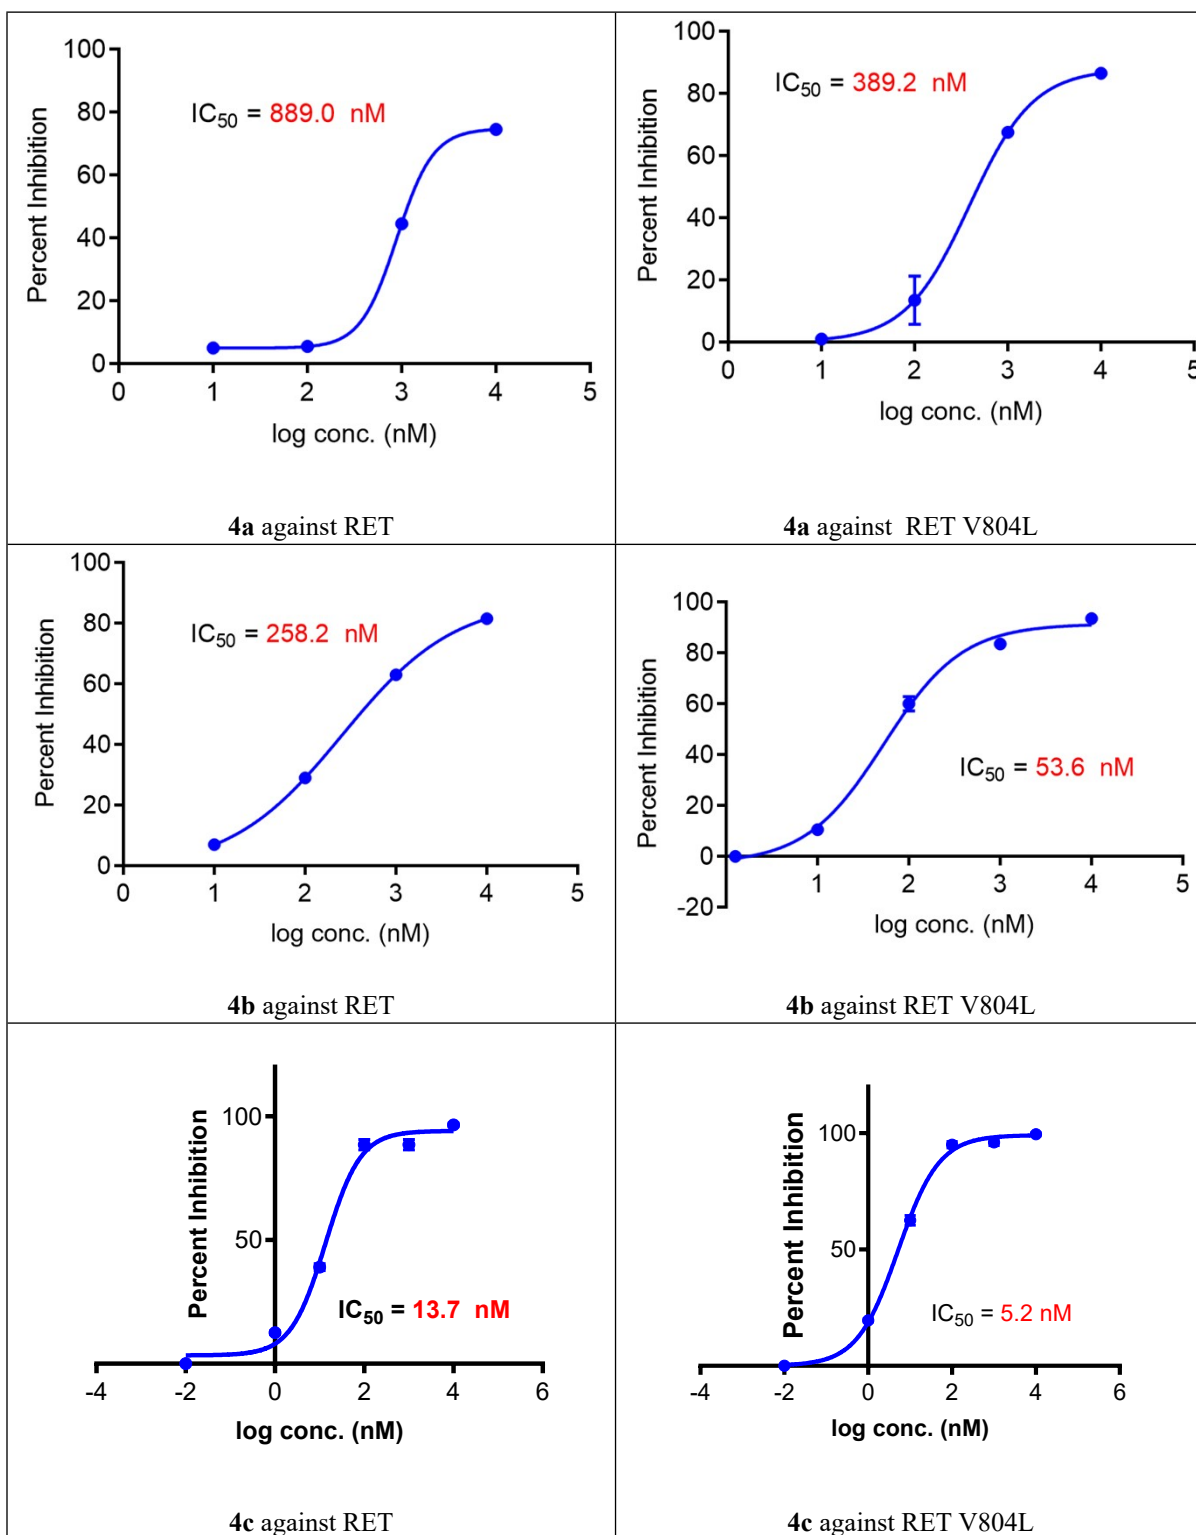 100
80
60
40
20
0
Percent Inhibition
IC50 = 889.0 nM
0 1 2 3 4 5
log conc. (nM)
4a against RET
100
80
60
40
20
0
Percent Inhibition
IC50 = 389.2 nM
0 1 2 3 4 5
log conc. (nM)
4a against RET V804L
100
80
60
40
20
0
Percent Inhibition
IC50 = 258.2 nM
0 1 2 3 4 5
log conc. (nM)
4b against RET
100
80
60
40
20
0
-20
Percent Inhibition
IC50 = 53.6 nM
1 2 3 4 5
log conc. (nM)
4b against RET V804L
100
50
Percent Inhibition
IC50 = 13.7 nM
-4 -2 0 2 4 6
log conc. (nM)
4c against RET
100
50
Percent Inhibition
IC50 = 5.2 nM
-4 -2 0 2 4 6
log conc. (nM)
4c against RET V804L